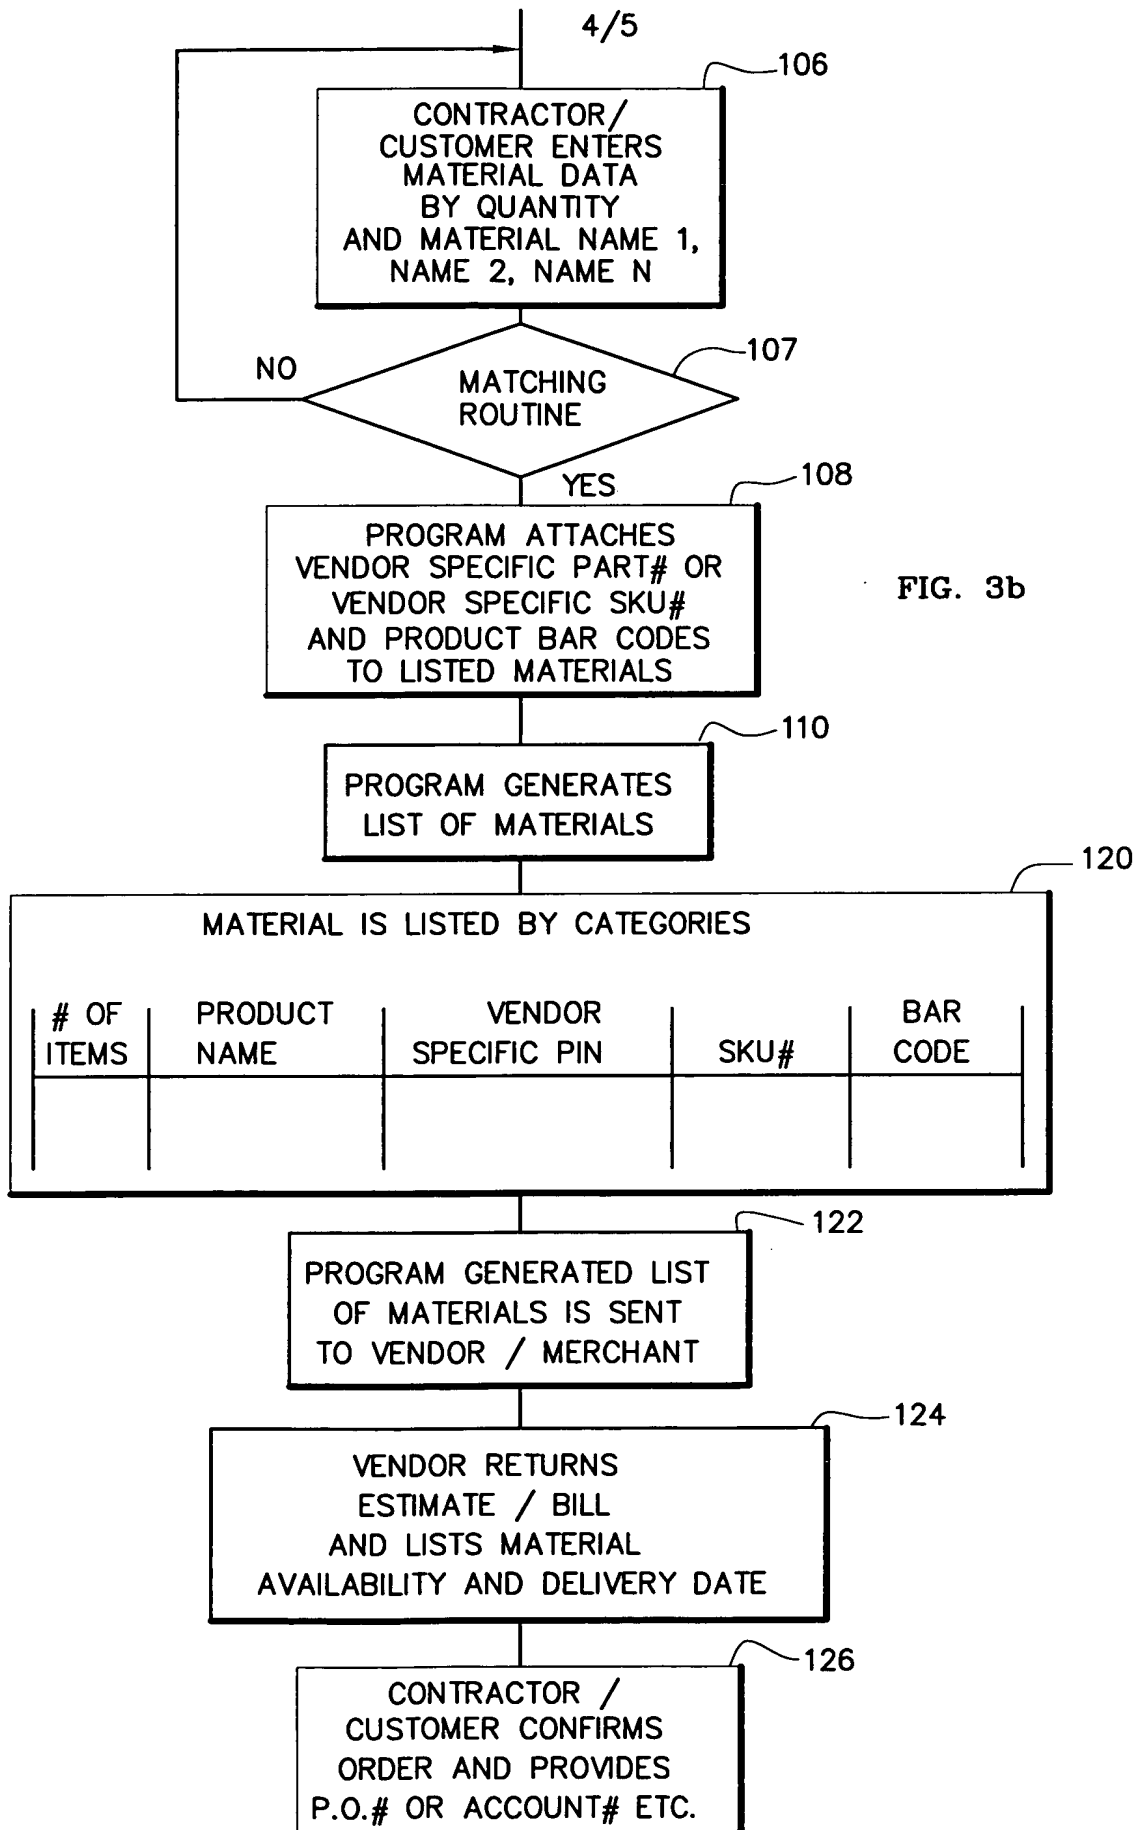 4/5
106
CONTRACTOR/
CUSTOMER ENTERS
MATERIAL DATA
BY QUANTITY
AND MATERIAL NAME 1,
NAME 2, NAME N
107
NO
MATCHING
ROUTINE
YES
108
PROGRAM ATTACHES
VENDOR SPECIFIC PART# OR
VENDOR SPECIFIC SKU#
AND PRODUCT BAR CODES
TO LISTED MATERIALS
FIG. 3b
110
PROGRAM GENERATES
LIST OF MATERIALS
120
MATERIAL IS LISTED BY CATEGORIES
# OF PRODUCT VENDOR BAR
ITEMS NAME SPECIFIC PIN SKU# CODE
122
PROGRAM GENERATED LIST
OF MATERIALS IS SENT
TO VENDOR / MERCHANT
124
VENDOR RETURNS
ESTIMATE / BILL
AND LISTS MATERIAL
AVAILABILITY AND DELIVERY DATE
126
CONTRACTOR /
CUSTOMER CONFIRMS
ORDER AND PROVIDES
P.O.# OR ACCOUNT# ETC.